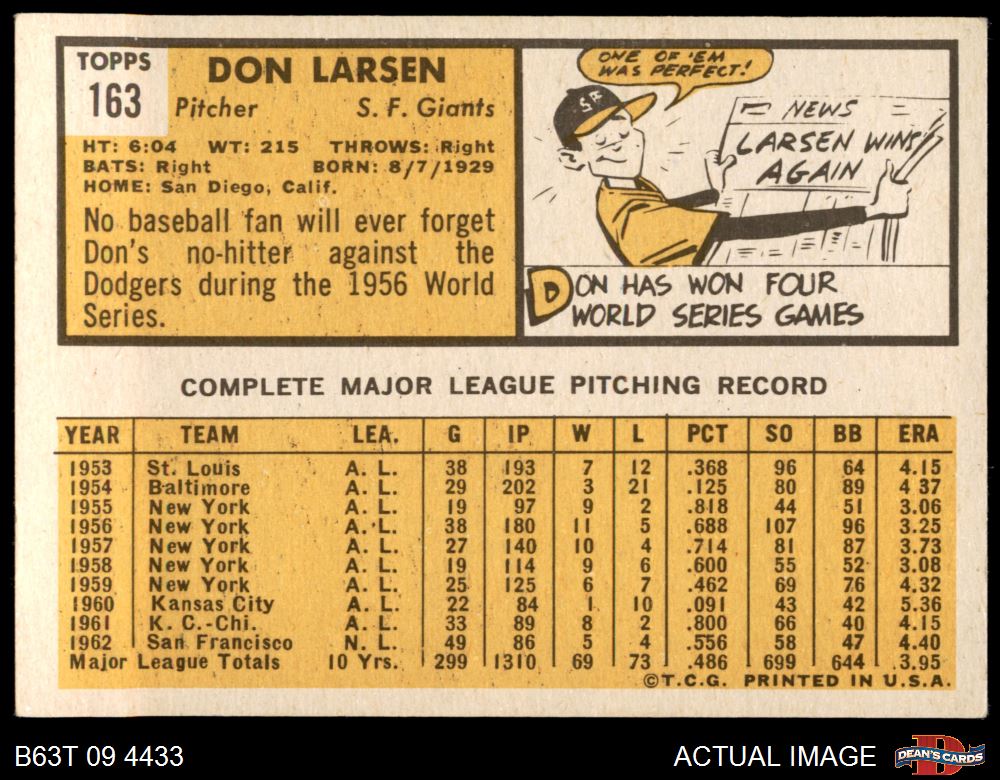 TOPPS
163
DON LARSEN
Pitcher S. F. Giants
HT: 6:04 WT: 215 THROWS: Right
BATS: Right BORN: 8/7/1929
HOME: San Diego, Calif.
No baseball fan will ever forget
Don's no-hitter against the
Dodgers during the 1956 World
Series.
ONE OF 'EM
WAS PERFECT!
SF
NEWS
LARSEN WINS
AGAIN
DON HAS WON FOUR
WORLD SERIES GAMES
COMPLETE MAJOR LEAGUE PITCHING RECORD
YEAR TEAM LEA. G IP W L PCT SO BB ERA
1953 St. Louis A. L. 38 193 7 12 .368 96 64 4.15
1954 Baltimore A. L. 29 202 3 21 .125 80 89 4 37
1955 New York A. L. 19 97 9 2 .818 44 51 3.06
1956 New York A. L. 38 180 11 5 .688 107 96 3.25
1957 New York A. L. 27 140 10 4 .714 81 87 3.73
1958 New York A. L. 19 114 9 6 .600 55 52 3.08
1959 New York A. L. 25 125 6 7 .462 69 76 4.32
1960 Kansas City A. L. 22 84 1 10 .091 43 42 5.36
1961 K. C.-Chi. A. L. 33 89 8 2 .800 66 40 4.15
1962 San Francisco N. L. 49 86 5 4 .556 58 47 4.40
Major League Totals 10 Yrs. 299 1310 69 73 .486 699 644 3.95
©T.C.G. PRINTED IN U.S.A.
B63T 09 4433
ACTUAL IMAGE
D
DEAN'S CARDS